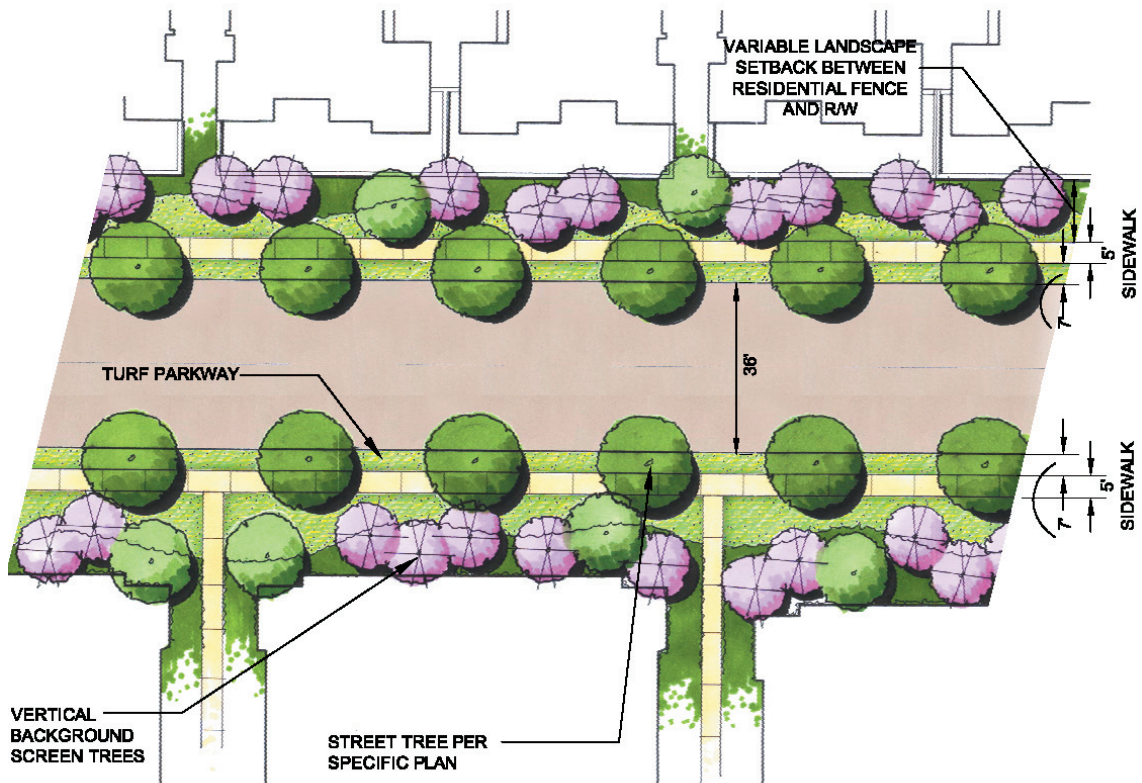 VARIABLE LANDSCAPE
SETBACK BETWEEN
RESIDENTIAL FENCE
AND R/W
5'
SIDEWALK
7'
36'
TURF PARKWAY
5'
SIDEWALK
7'
VERTICAL
BACKGROUND
SCREEN TREES
STREET TREE PER
SPECIFIC PLAN